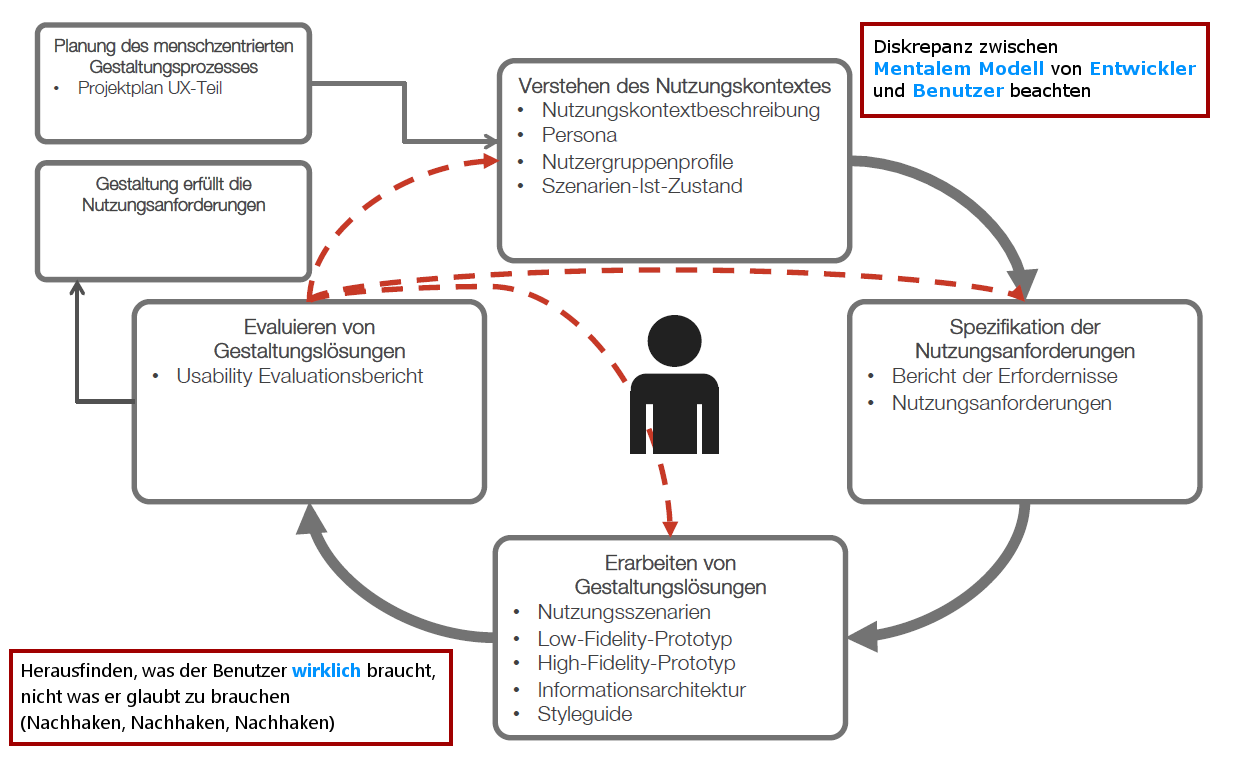 Planung des menschzentrierten
Gestaltungsprozesses
• Projektplan UX-Teil
Gestaltung erfüllt die
Nutzungsanforderungen
Verstehen des Nutzungskontextes
• Nutzungskontextbeschreibung
• Persona
• Nutzergruppenprofile
• Szenarien-Ist-Zustand
Diskrepanz zwischen
Mentalem Modell von Entwickler
und Benutzer beachten
Evaluieren von
Gestaltungslösungen
• Usability Evaluationsbericht
Spezifikation der
Nutzungsanforderungen
• Bericht der Erfordernisse
• Nutzungsanforderungen
Erarbeiten von
Gestaltungslösungen
• Nutzungsszenarien
• Low-Fidelity-Prototyp
• High-Fidelity-Prototyp
• Informationsarchitektur
• Styleguide
Herausfinden, was der Benutzer wirklich braucht,
nicht was er glaubt zu brauchen
(Nachhaken, Nachhaken, Nachhaken)